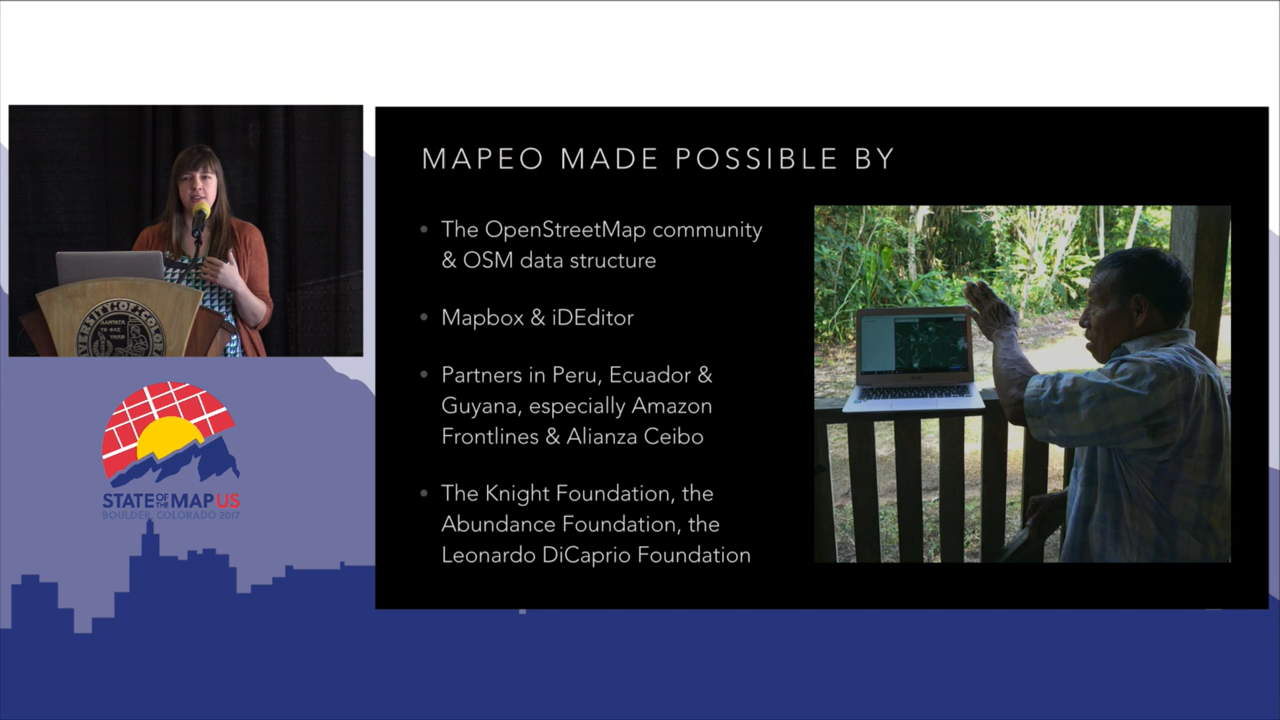 MAPEO MADE POSSIBLE BY
The OpenStreetMap community
& OSM data structure
Mapbox & iDEditor
Partners in Peru, Ecuador &
Guyana, especially Amazon
Frontlines & Alianza Ceibo
The Knight Foundation, the
Abundance Foundation, the
Leonardo DiCaprio Foundation
STATE OF THE MAP US
BOULDER, COLORADO 2017